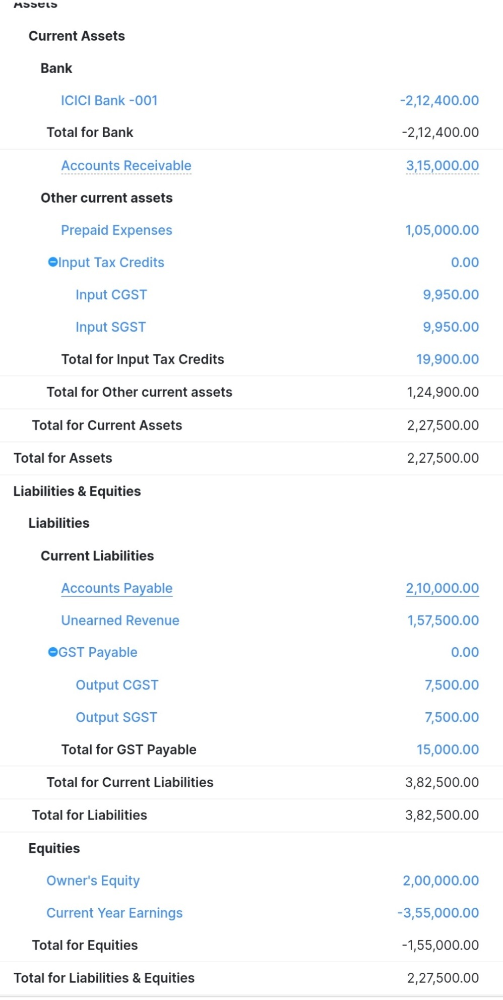 Assets
Current Assets
Bank
ICICI Bank -001 -2,12,400.00
Total for Bank -2,12,400.00
Accounts Receivable 3,15,000.00
Other current assets
Prepaid Expenses 1,05,000.00
Input Tax Credits 0.00
Input CGST 9,950.00
Input SGST 9,950.00
Total for Input Tax Credits 19,900.00
Total for Other current assets 1,24,900.00
Total for Current Assets 2,27,500.00
Total for Assets 2,27,500.00
Liabilities & Equities
Liabilities
Current Liabilities
Accounts Payable 2,10,000.00
Unearned Revenue 1,57,500.00
GST Payable 0.00
Output CGST 7,500.00
Output SGST 7,500.00
Total for GST Payable 15,000.00
Total for Current Liabilities 3,82,500.00
Total for Liabilities 3,82,500.00
Equities
Owner's Equity 2,00,000.00
Current Year Earnings -3,55,000.00
Total for Equities -1,55,000.00
Total for Liabilities & Equities 2,27,500.00